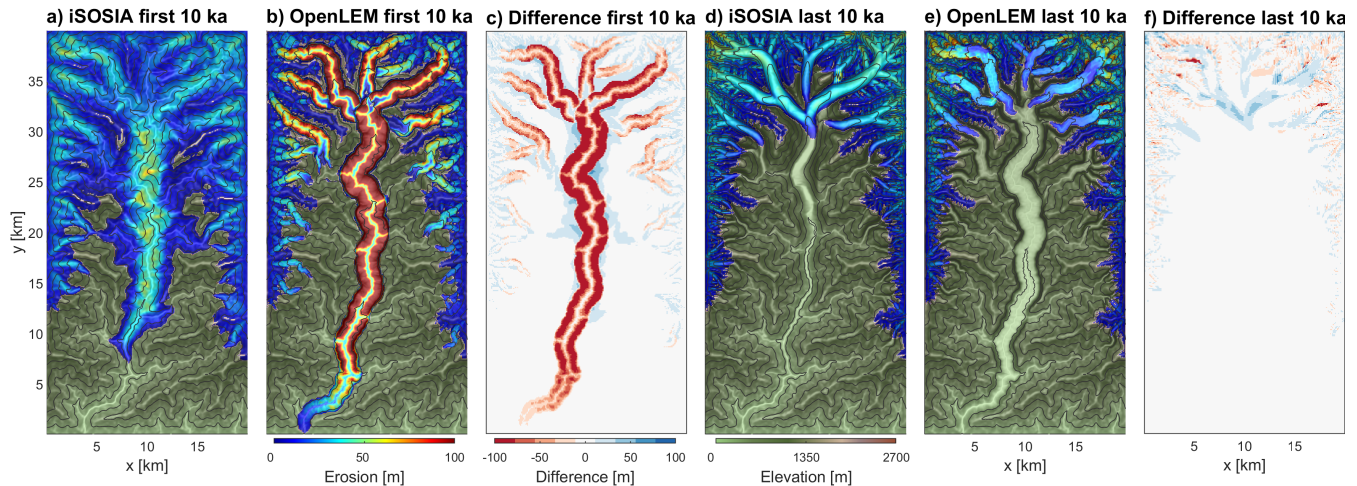 a) iSOSIA first 10 ka b) OpenLEM first 10 ka c) Difference first 10 ka d) iSOSIA last 10 ka e) OpenLEM last 10 ka f) Difference last 10 ka
35
30
25
20
15
10
5
y [km]
5 10 15
x [km]
0 100
Erosion [m]
-100 -50 0 50 100
Difference [m]
0 1350 2700
Elevation [m]
5 10 15
x [km]
5 10 15
x [km]